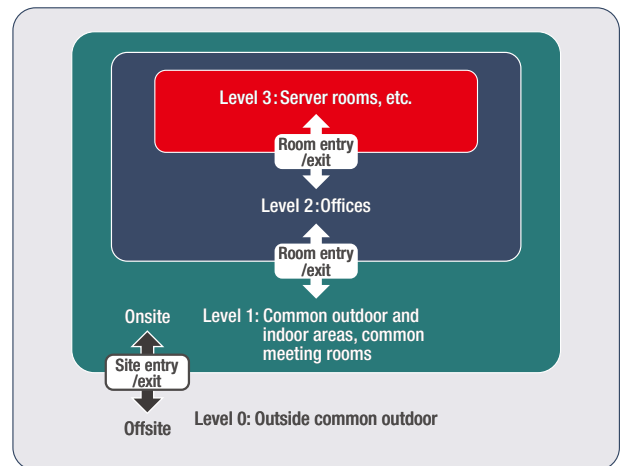 Level 3: Server rooms, etc.
Room entry
/exit
Level 2: Offices
Room entry
/exit
Onsite
Level 1: Common outdoor and
indoor areas, common
meeting rooms
Site entry
/exit
Offsite
Level 0: Outside common outdoor